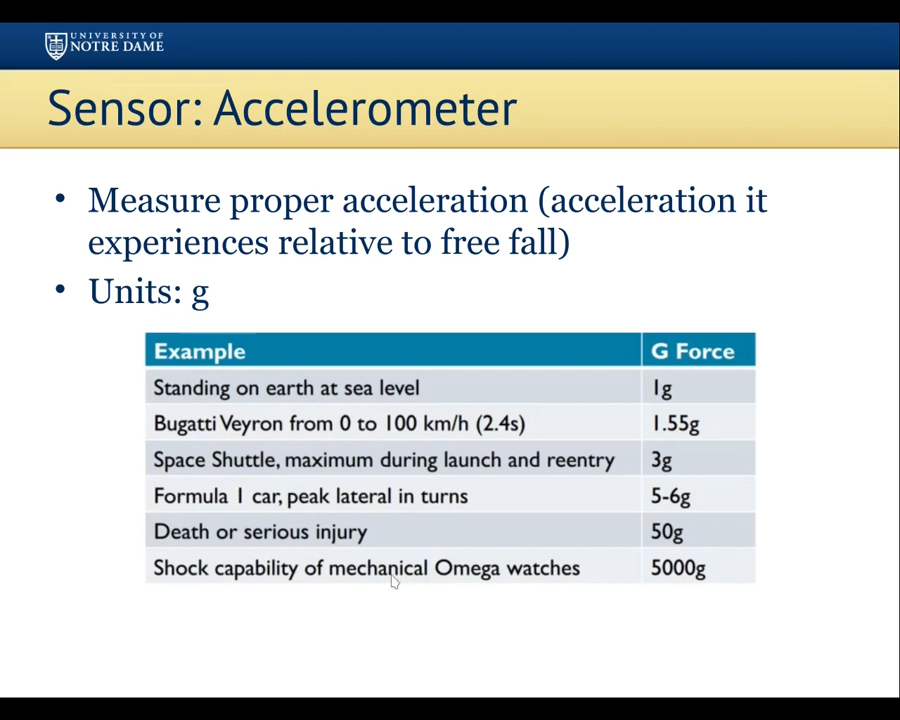 UNIVERSITY OF
NOTRE DAME
Sensor: Accelerometer
• Measure proper acceleration (acceleration it
experiences relative to free fall)
• Units: g
Example G Force
Standing on earth at sea level 1g
Bugatti Veyron from 0 to 100 km/h (2.4s) 1.55g
Space Shuttle, maximum during launch and reentry 3g
Formula 1 car, peak lateral in turns 5-6g
Death or serious injury 50g
Shock capability of mechanical Omega watches 5000g